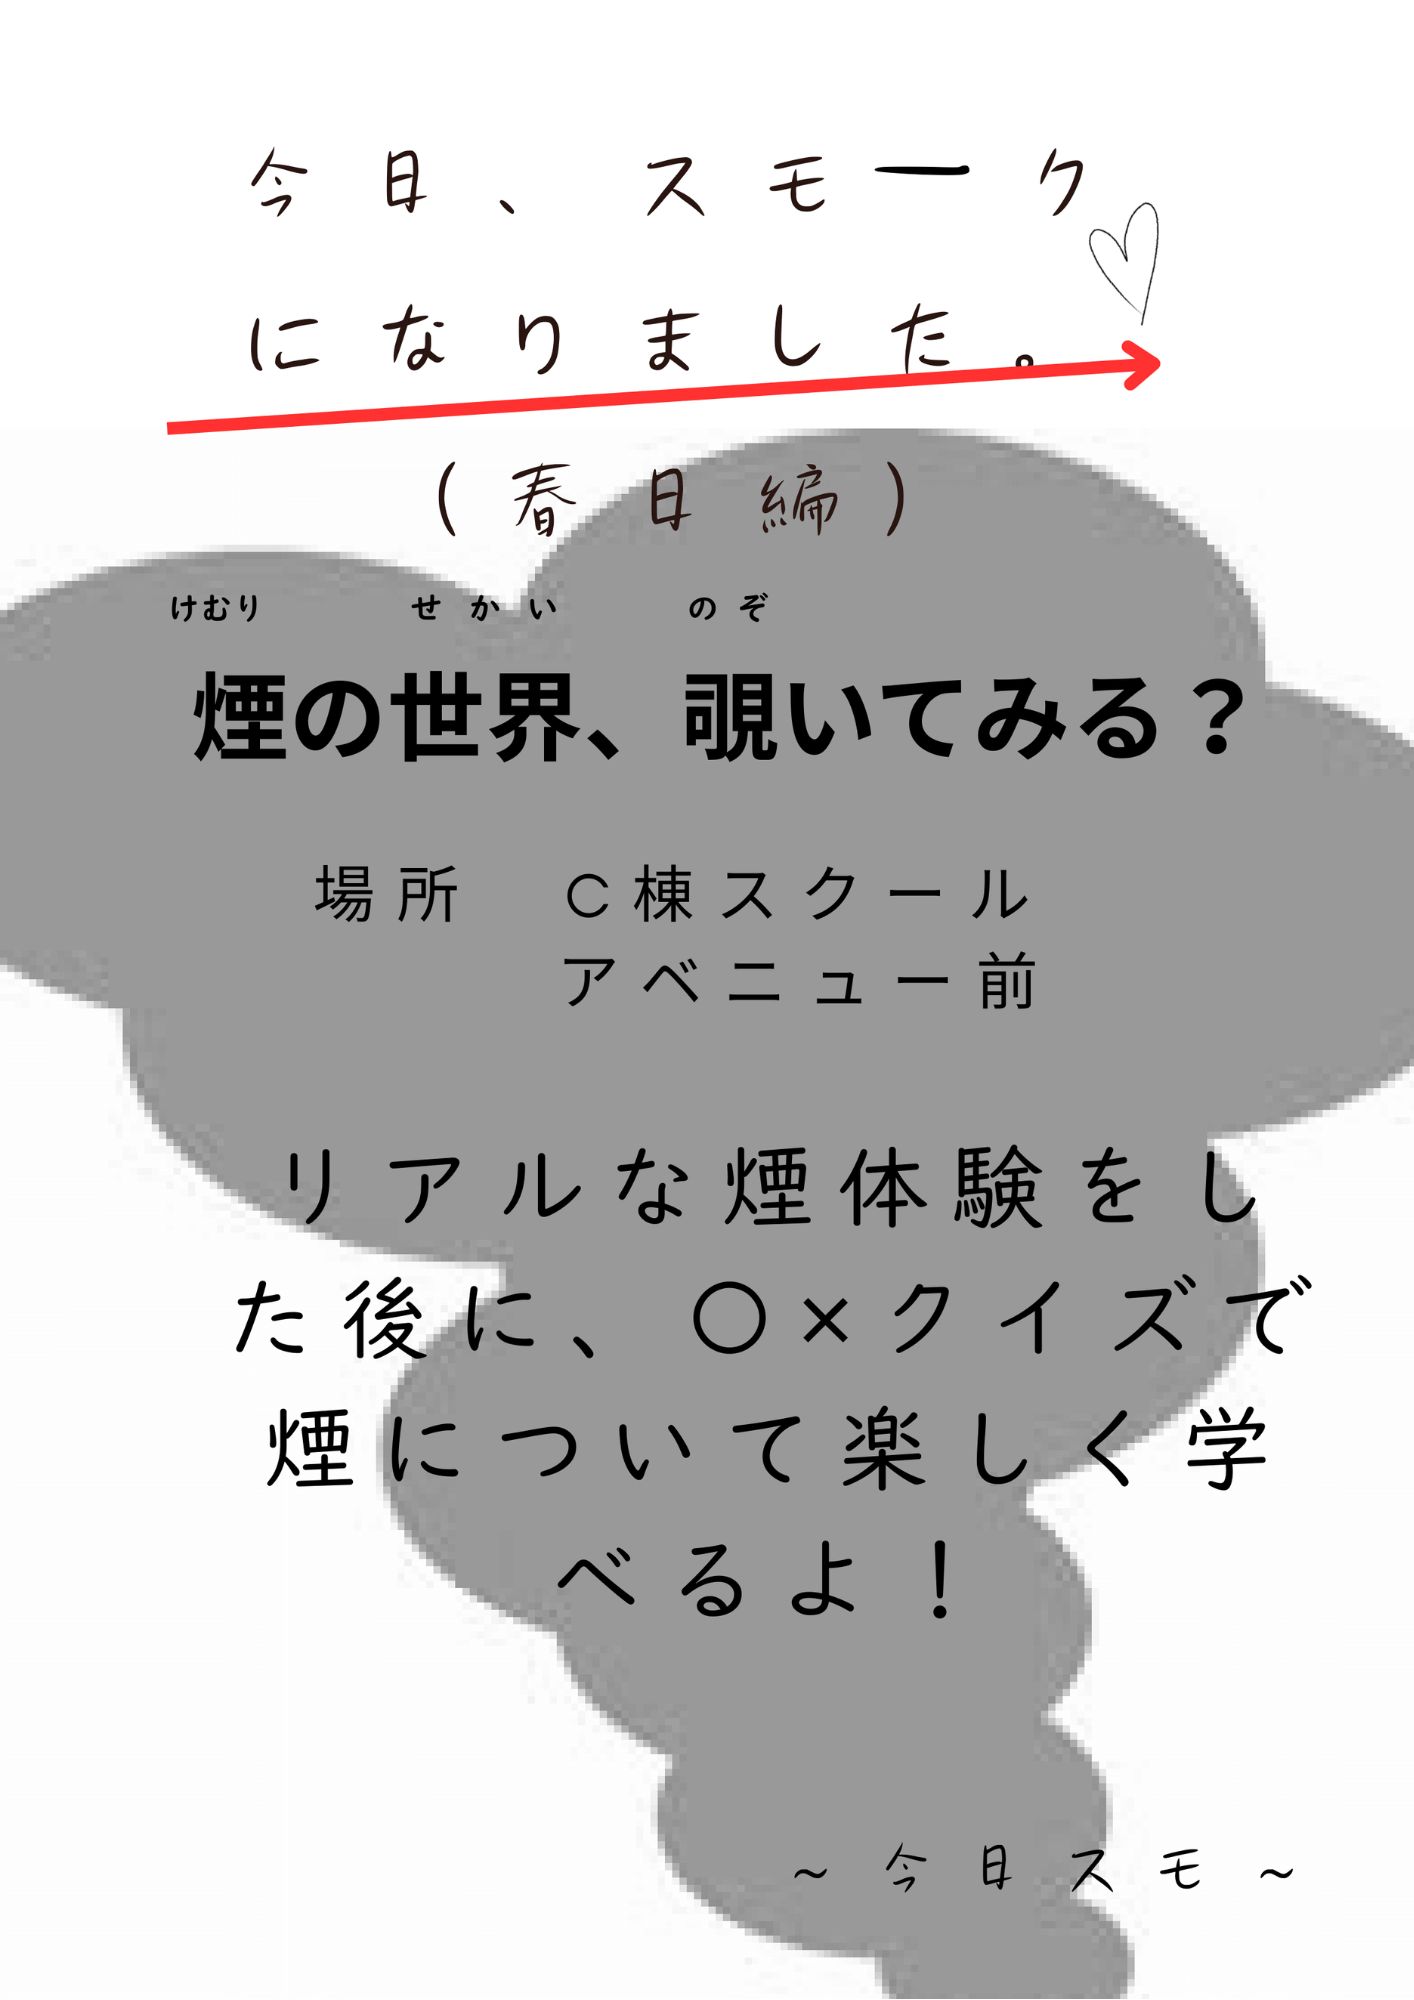 今日、スモーク
になりました。
(春日編)
けむり せかい のぞ
煙の世界、覗いてみる？
場所 C棟スクール
アベニュー前
リアルな煙体験をし
た後に、〇×クイズで
煙について楽しく学
べるよ！
~今日スモ~